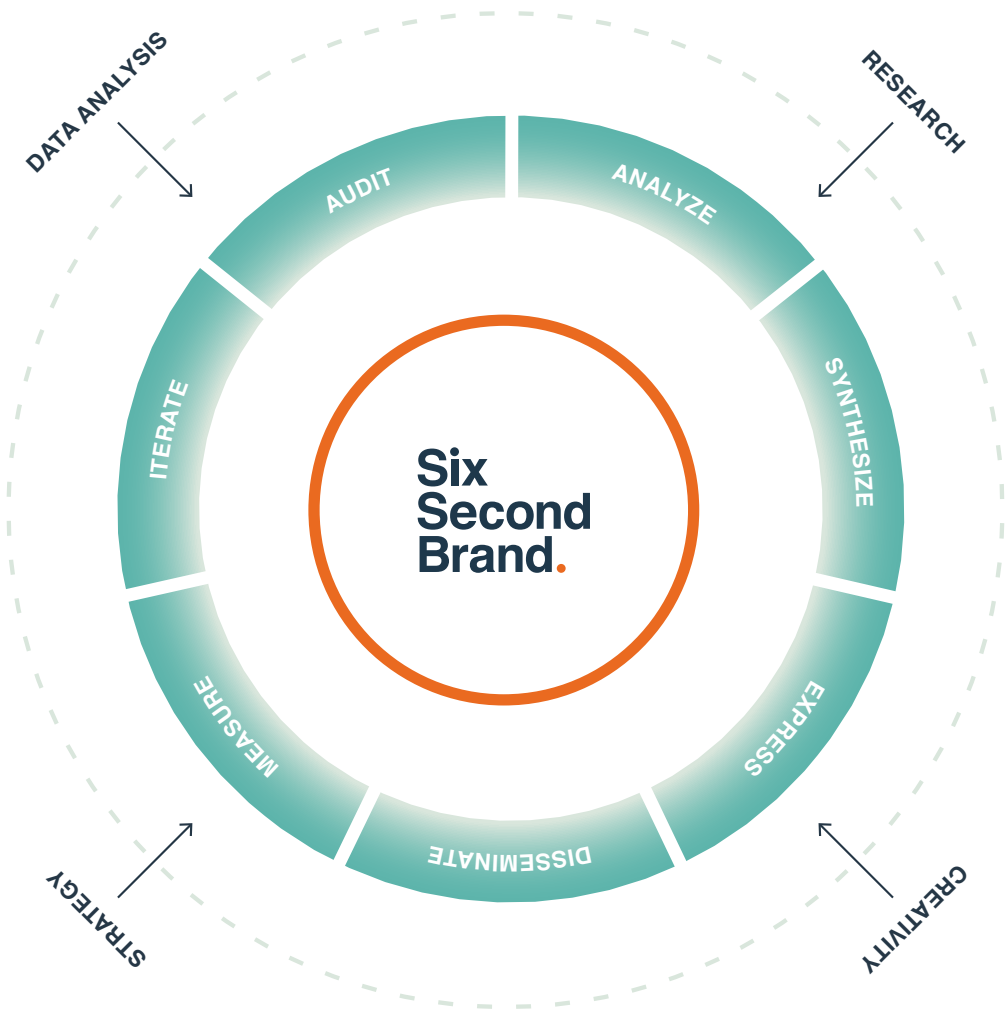 DATA ANALYSIS
RESEARCH
AUDIT
ANALYZE
SYNTHESIZE
EXPRESS
DISSEMINATE
MEASURE
ITERATE
Six
Second
Brand.
STRATEGY
CREATIVITY